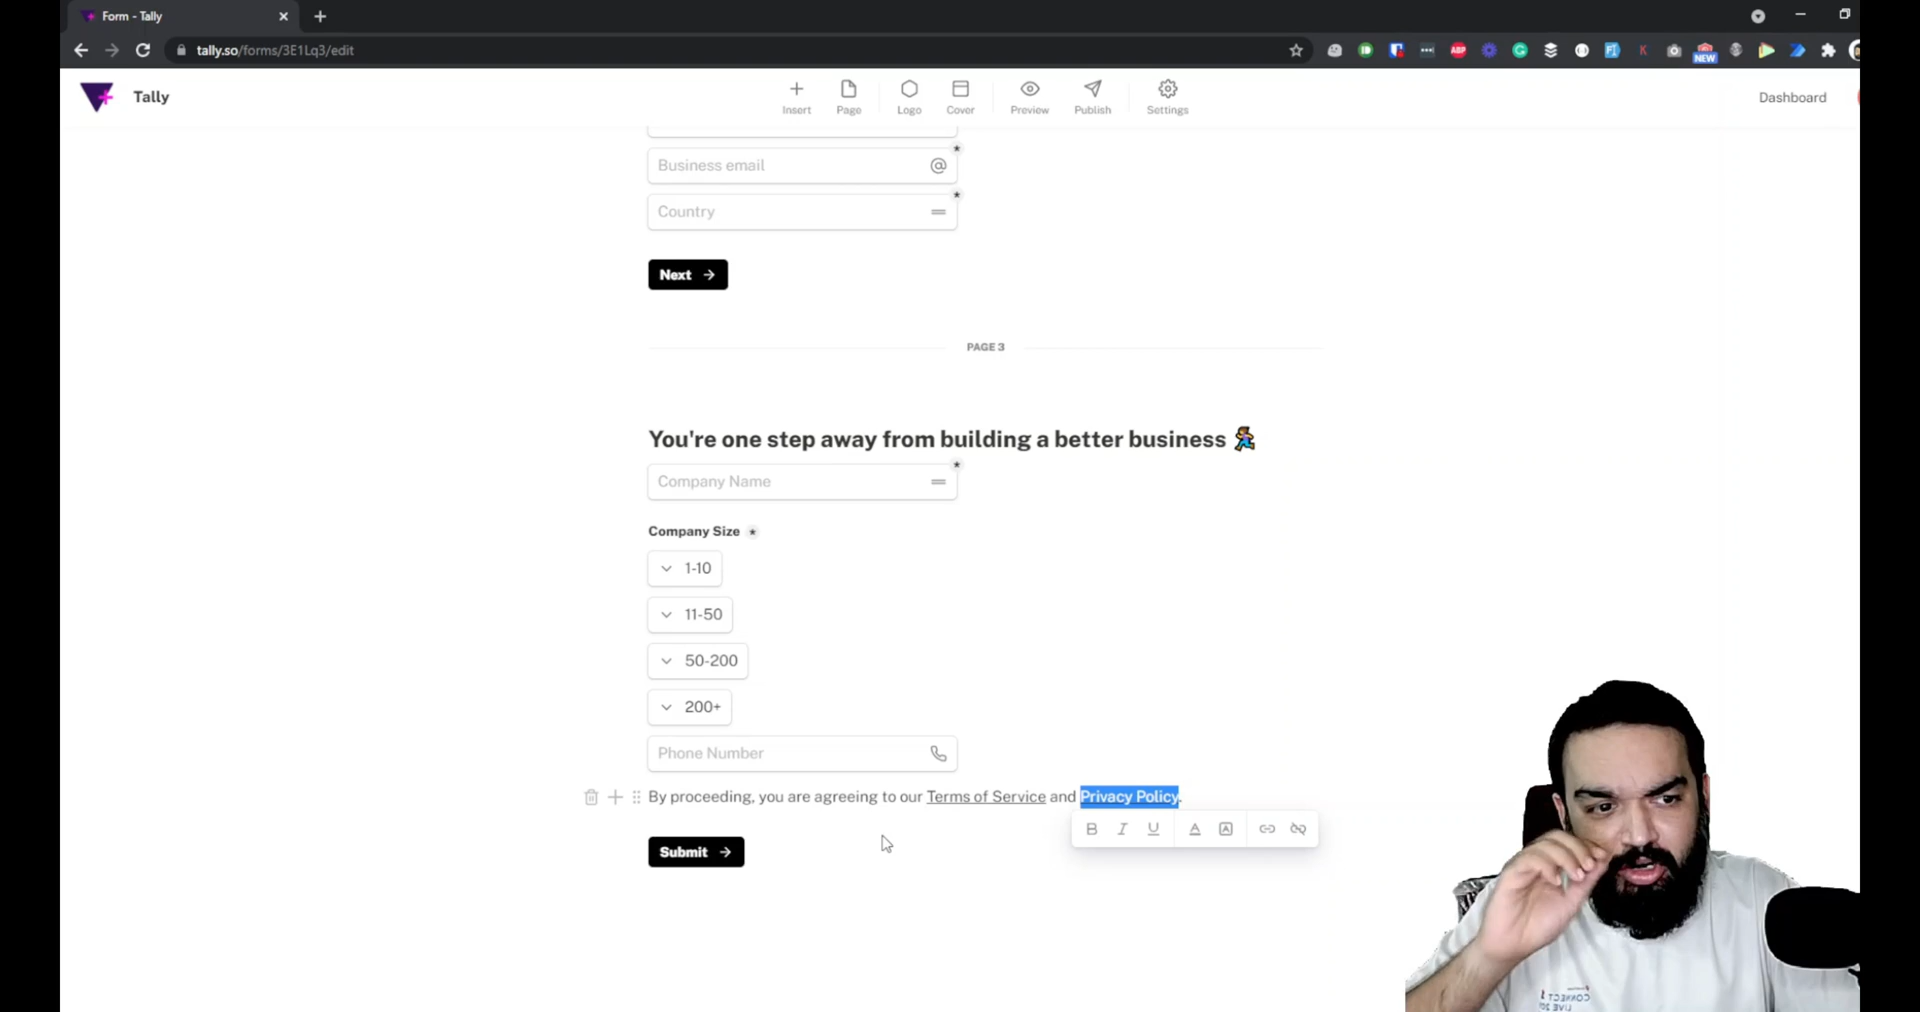 Form - Tally
tally.so/forms/3E1Lq3/edit
ABP
NEW
Tally
Insert
Page
Logo
Cover
Preview
Publish
Settings
Dashboard
Business email
*
Country
*
Next
PAGE 3
You're one step away from building a better business
Company Name
*
Company Size *
1-10
11-50
50-200
200+
Phone Number
By proceeding, you are agreeing to our Terms of Service and Privacy Policy.
B I U A A
Submit
CONNECT